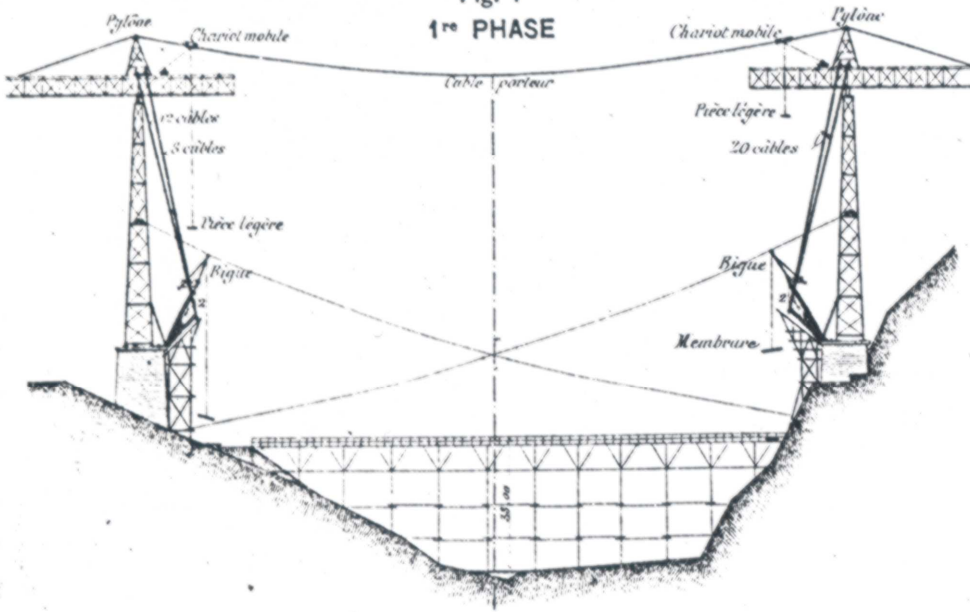 1re PHASE
Pylône
Pylône
Chariot mobile
Chariot mobile
Câble porteur
12 câbles
8 câbles
Pièce légère
20 câbles
Pièce légère
Bigue
Bigue
Membrure